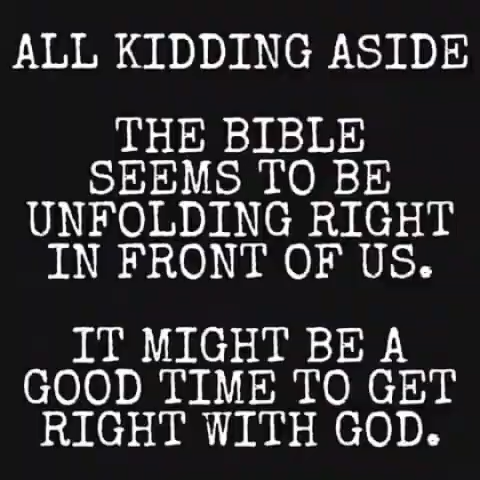 ALL KIDDING ASIDE
THE BIBLE
SEEMS TO BE
UNFOLDING RIGHT
IN FRONT OF US.
IT MIGHT BE A
GOOD TIME TO GET
RIGHT WITH GOD.